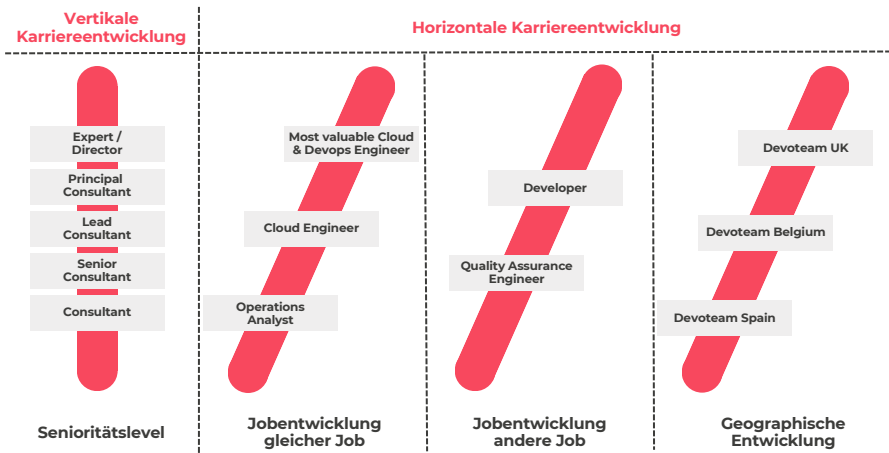 Vertikale
Karriereentwicklung
Horizontale Karriereentwicklung
Expert /
Director
Principal
Consultant
Lead
Consultant
Senior
Consultant
Consultant
Senioritätslevel
Most valuable Cloud
& Devops Engineer
Cloud Engineer
Operations
Analyst
Jobentwicklung
gleicher Job
Developer
Quality Assurance
Engineer
Jobentwicklung
andere Job
Devoteam UK
Devoteam Belgium
Devoteam Spain
Geographische
Entwicklung